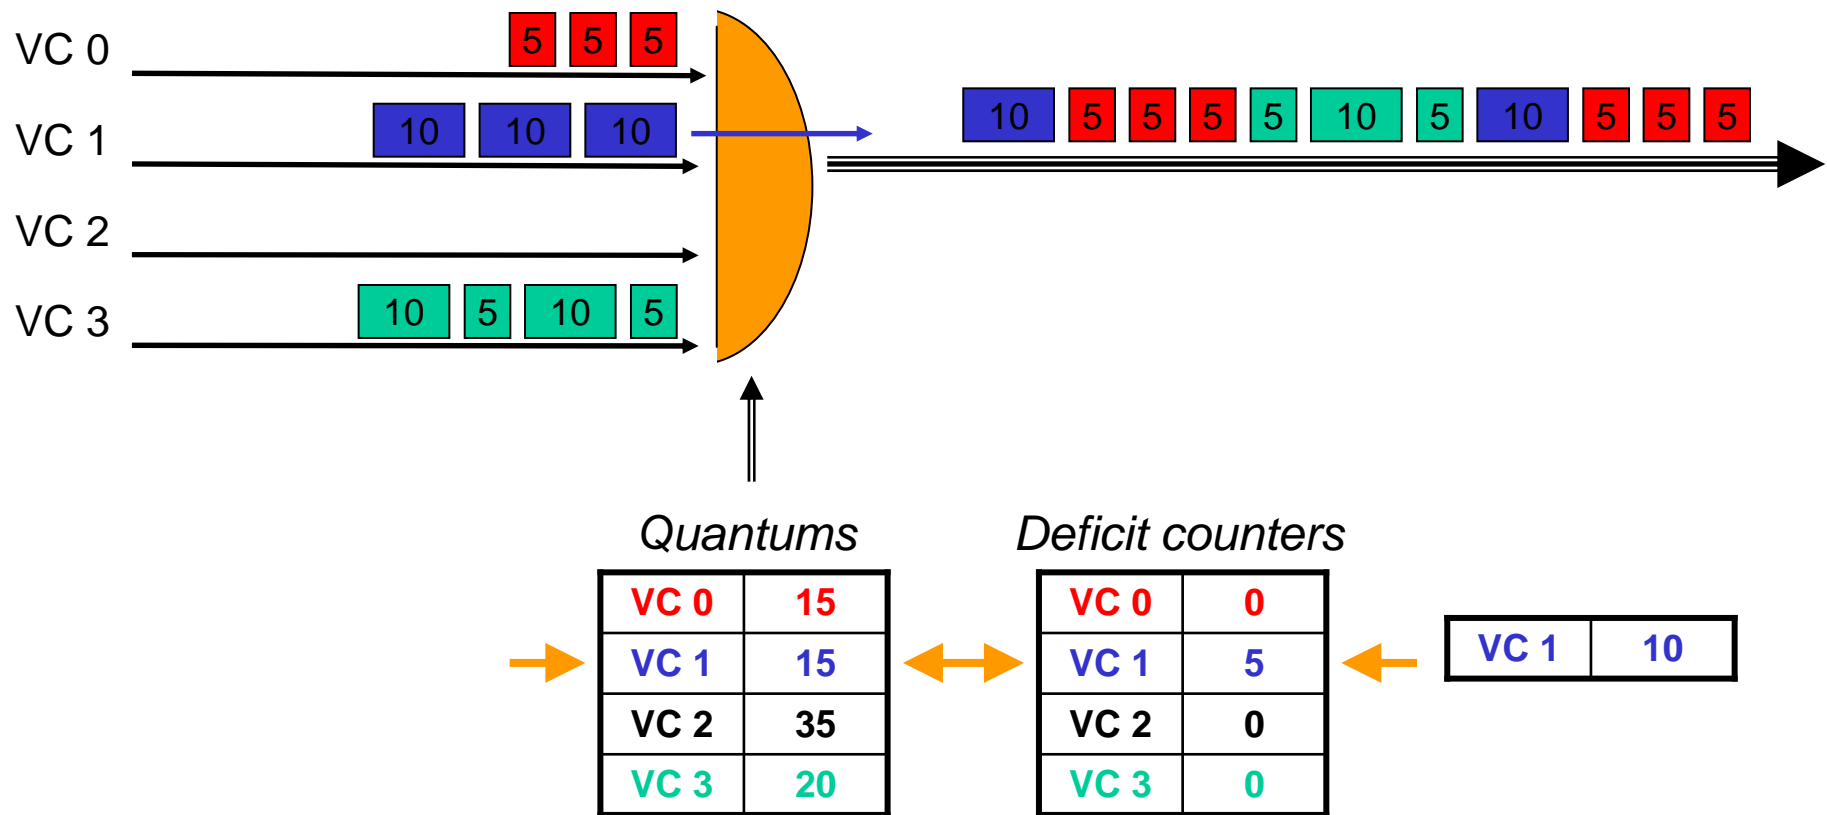 VC 0
5 5 5
VC 1
10 10 10
10 5 5 5 5 10 5 10 5 5 5
VC 2
VC 3
10 5 10 5
Quantums
VC 0 15
VC 1 15
VC 2 35
VC 3 20
Deficit counters
VC 0 0
VC 1 5
VC 2 0
VC 3 0
VC 1 10